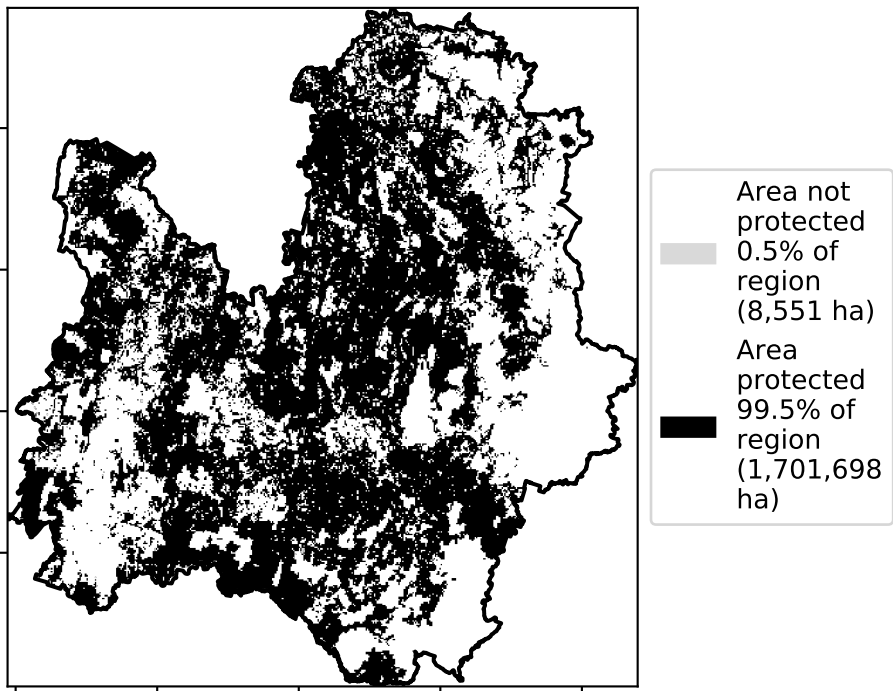 Area not
protected
0.5% of
region
(8,551 ha)
Area
protected
99.5% of
region
(1,701,698
ha)